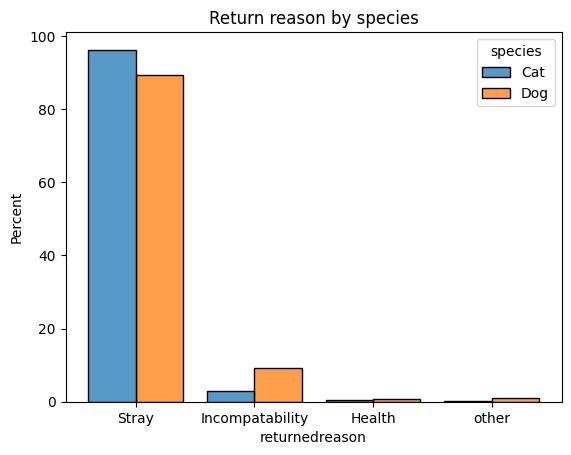 Return reason by species
species
Cat
Dog
Percent
100
80
60
40
20
0
Stray
Incompatability
Health
other
returnedreason